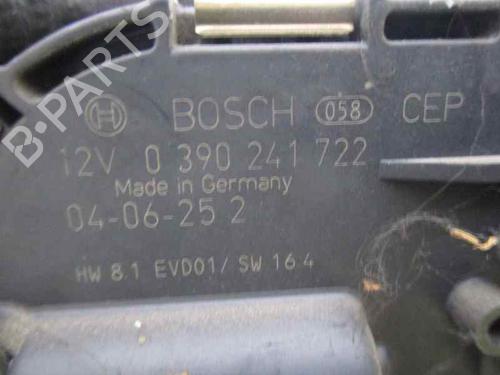 B-PARTS
BOSCH 058 CEP
12V 0 390 241 722
Made in Germany
04-06-25 2
HW 8.1 EVD01/ SW 16.4